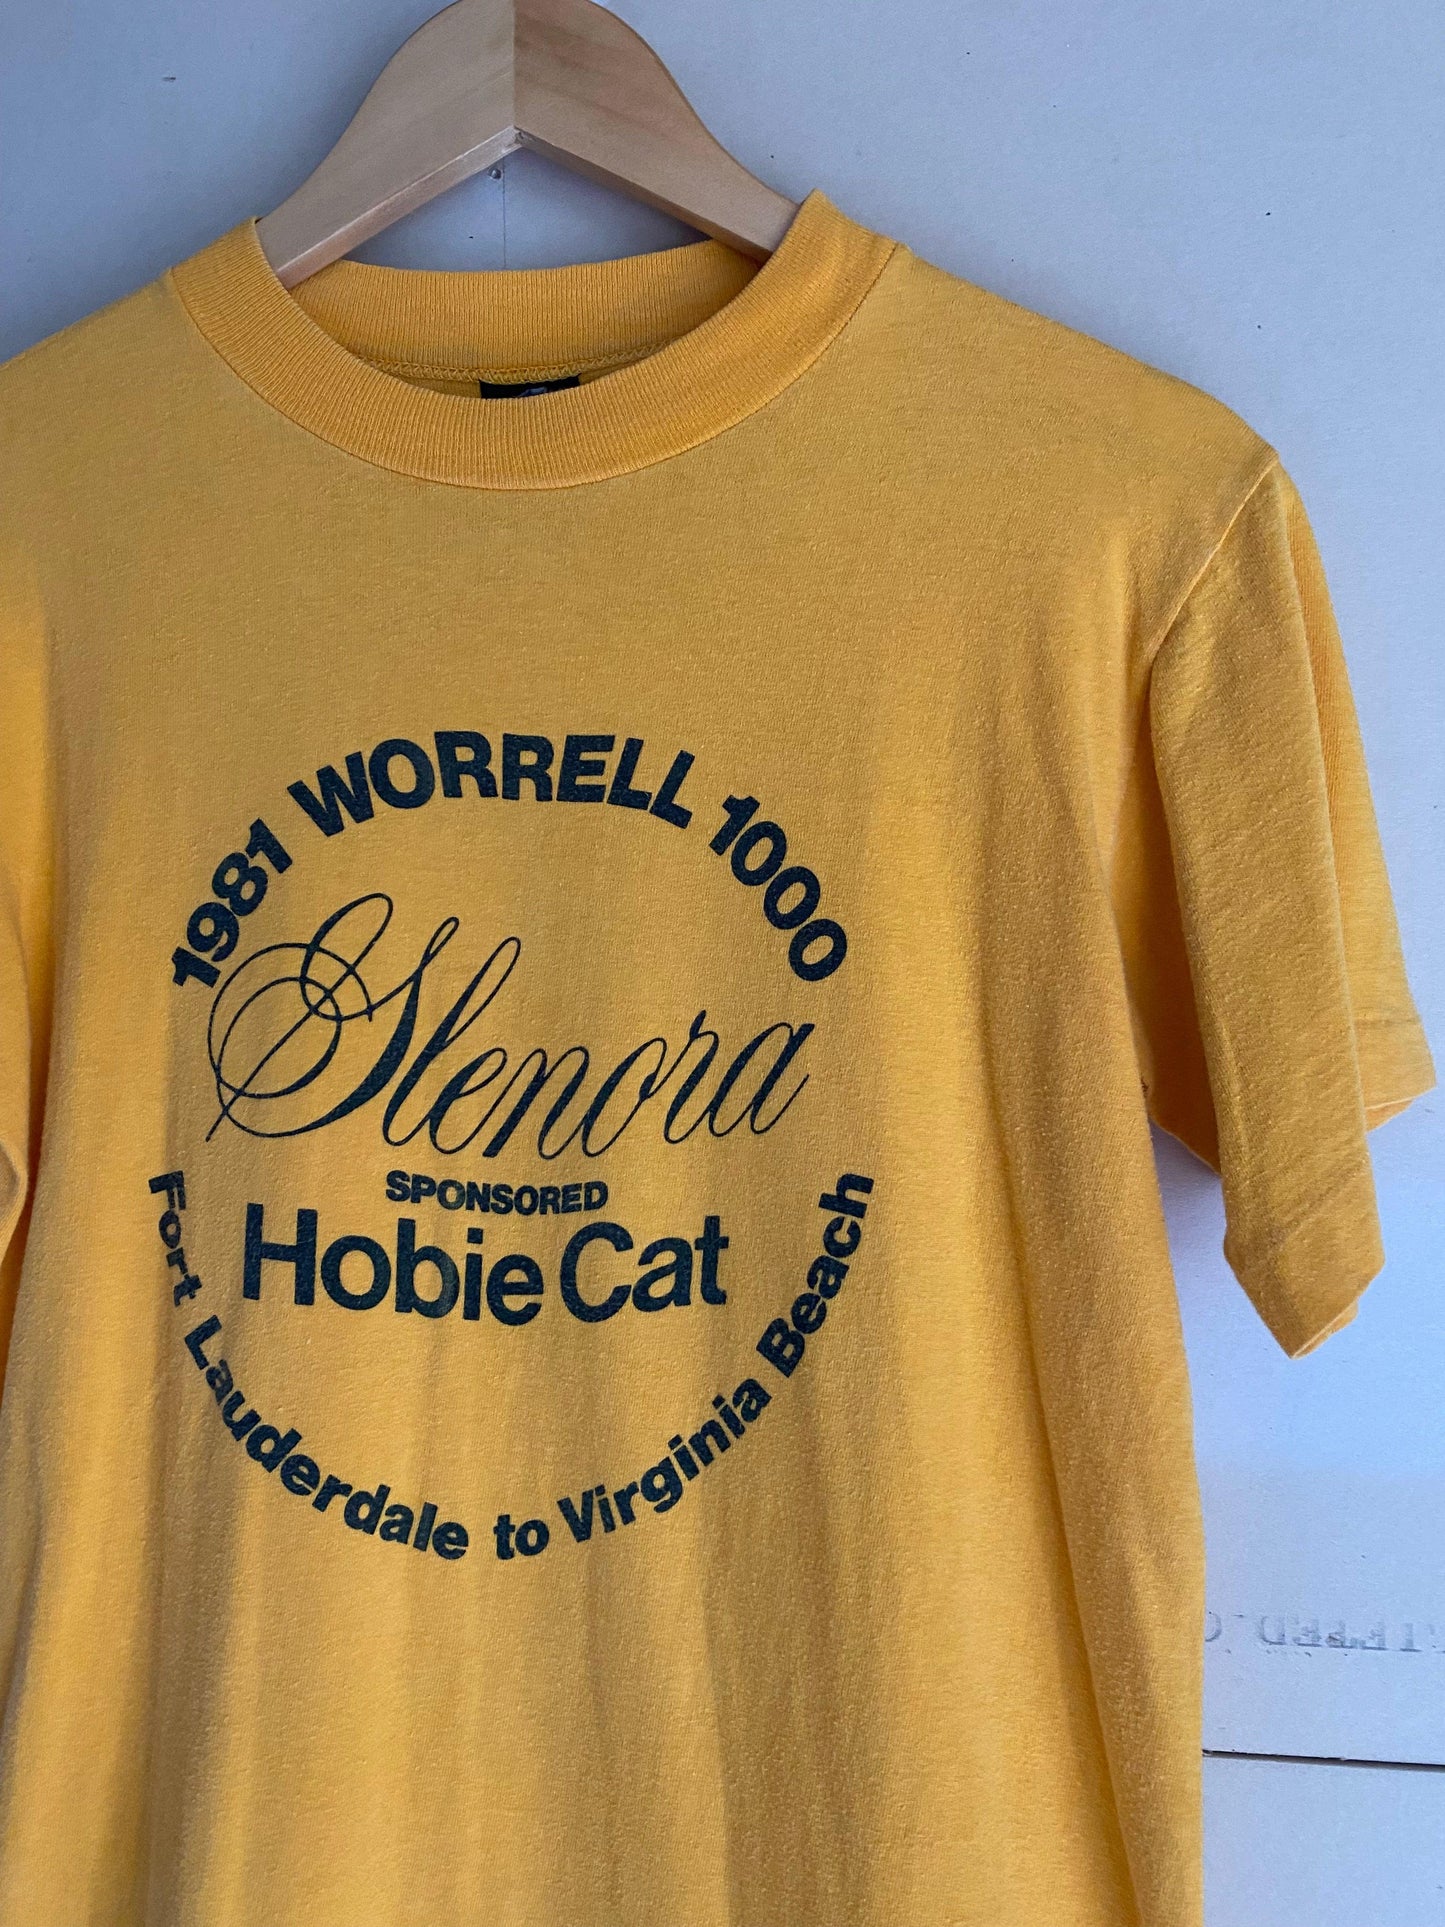 1981 WORRELL 1000
Glenora
SPONSORED
Hobie Cat
Fort Lauderdale to Virginia Beach